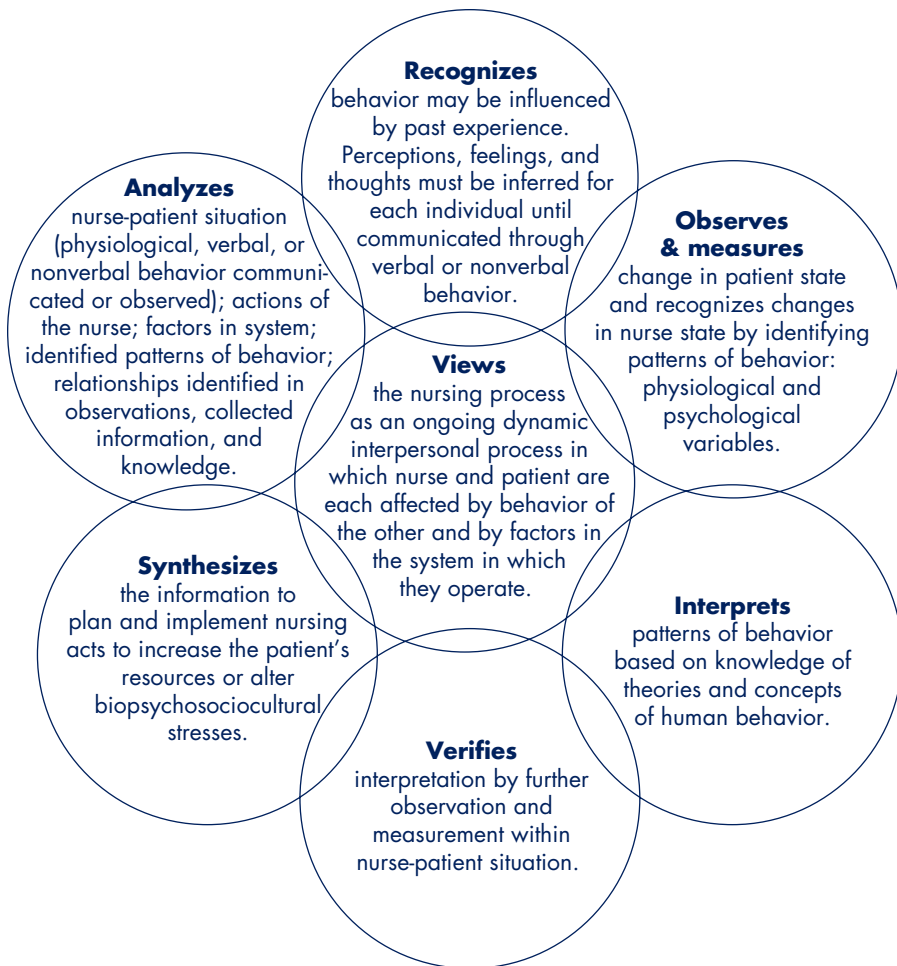 Recognizes
behavior may be influenced
by past experience.
Perceptions, feelings, and
thoughts must be inferred for
each individual until
communicated through
verbal or nonverbal
behavior.
Analyzes
nurse-patient situation
(physiological, verbal, or
nonverbal behavior communi-
cated or observed); actions of
the nurse; factors in system;
identified patterns of behavior;
relationships identified in
observations, collected
information, and
knowledge.
Observes
& measures
change in patient state
and recognizes changes
in nurse state by identifying
patterns of behavior:
physiological and
psychological
variables.
Views
the nursing process
as an ongoing dynamic
interpersonal process in
which nurse and patient are
each affected by behavior of
the other and by factors in
the system in which
they operate.
Synthesizes
the information to
plan and implement nursing
acts to increase the patient's
resources or alter
biopsychosociocultural
stresses.
Interprets
patterns of behavior
based on knowledge of
theories and concepts
of human behavior.
Verifies
interpretation by further
observation and
measurement within
nurse-patient situation.